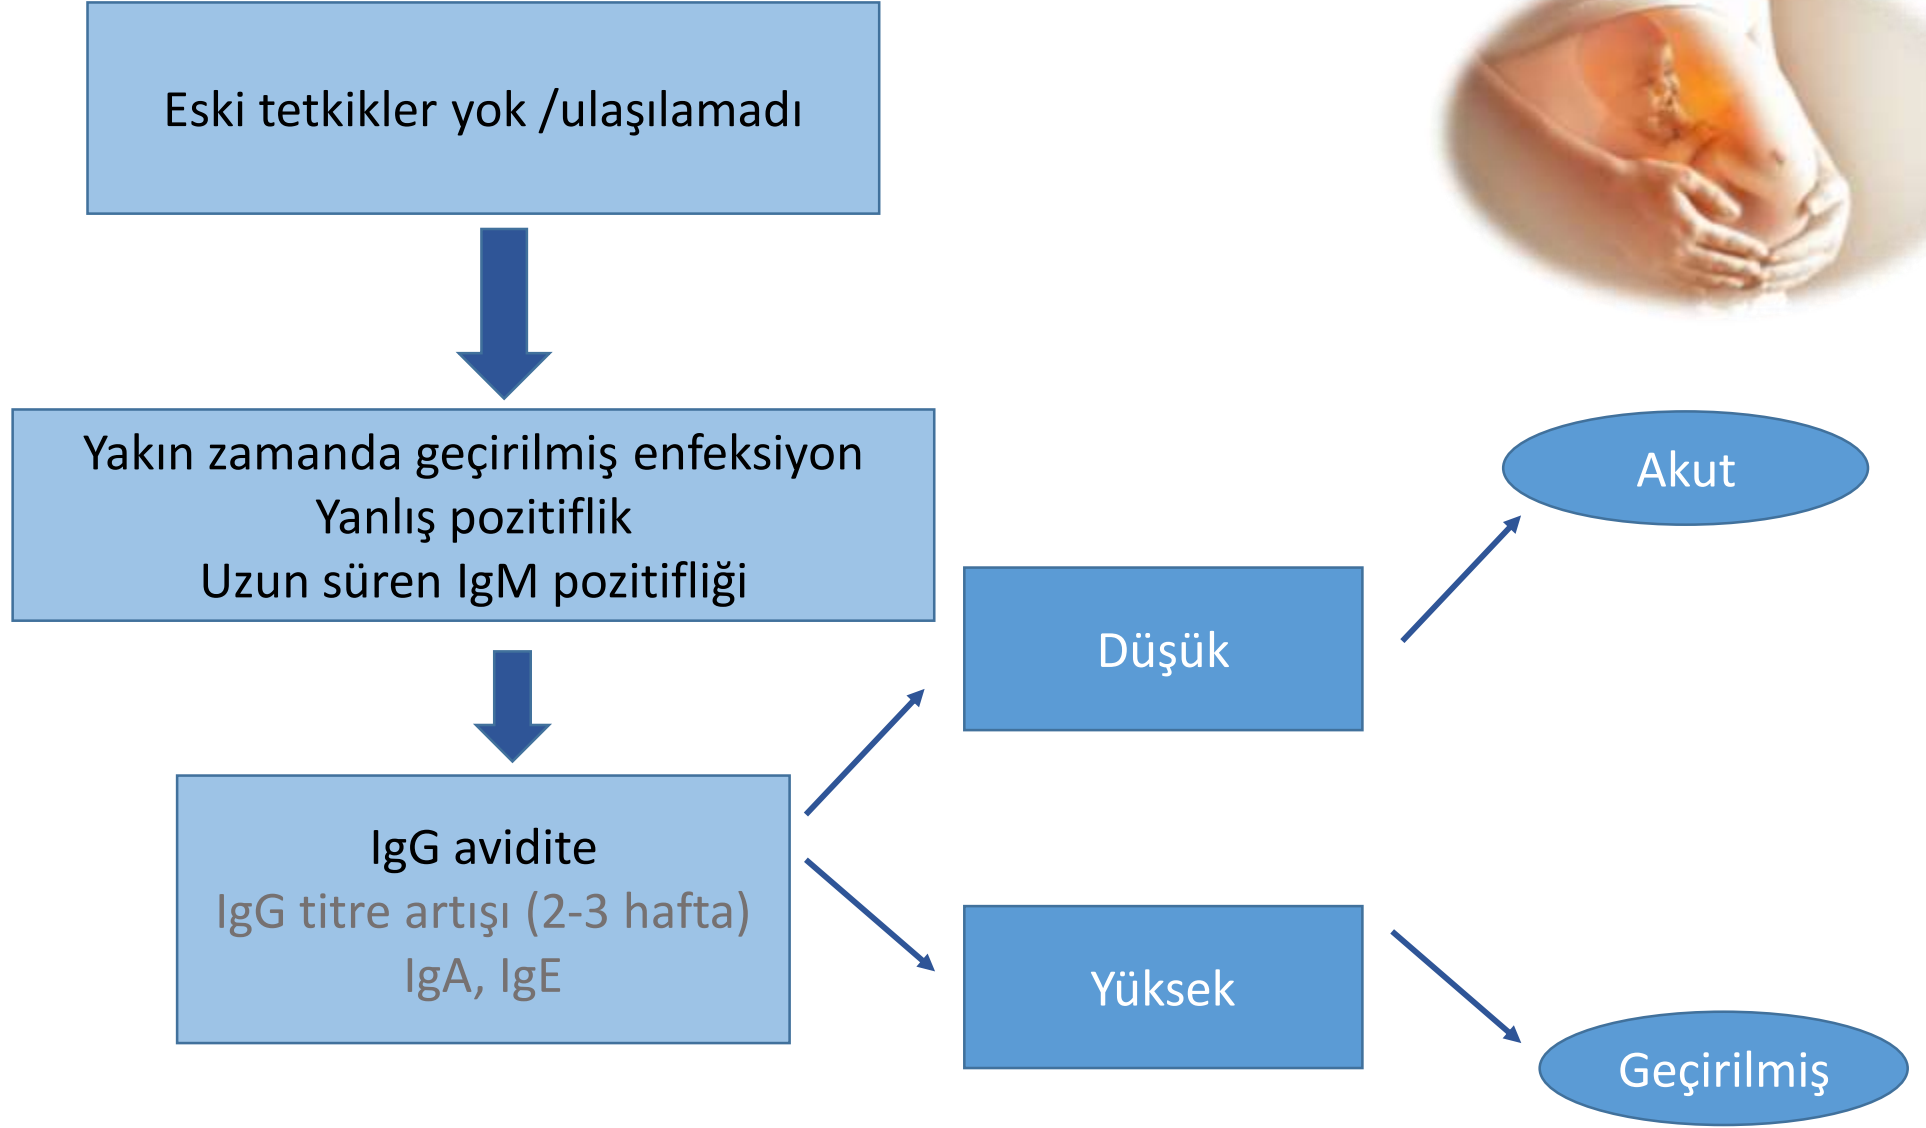 Eski tetkikler yok /ulaşılamadı
Yakın zamanda geçirilmiş enfeksiyon
Yanlış pozitiflik
Uzun süren IgM pozitifliği
IgG avidite
IgG titre artışı (2-3 hafta)
IgA, IgE
Düşük
Yüksek
Akut
Geçirilmiş